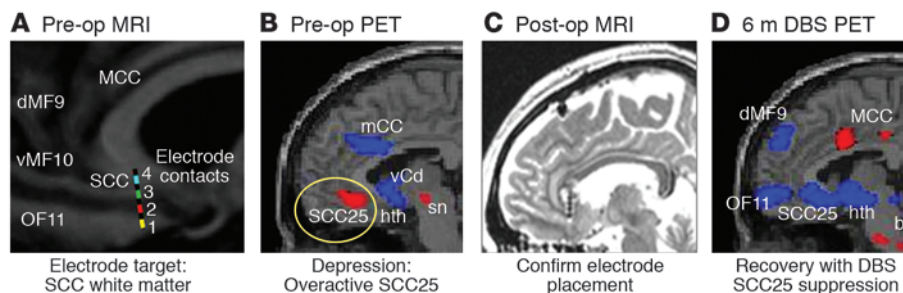 A Pre-op MRI
MCC
dMF9
vMF10
SCC
Electrode
contacts
4
3
2
1
OF11
Electrode target:
SCC white matter
B Pre-op PET
mCC
vCd
SCC25
hth
sn
Depression:
Overactive SCC25
C Post-op MRI
Confirm electrode
placement
D 6 m DBS PET
dMF9
MCC
OF11
SCC25
hth
b
Recovery with DBS
SCC25 suppression